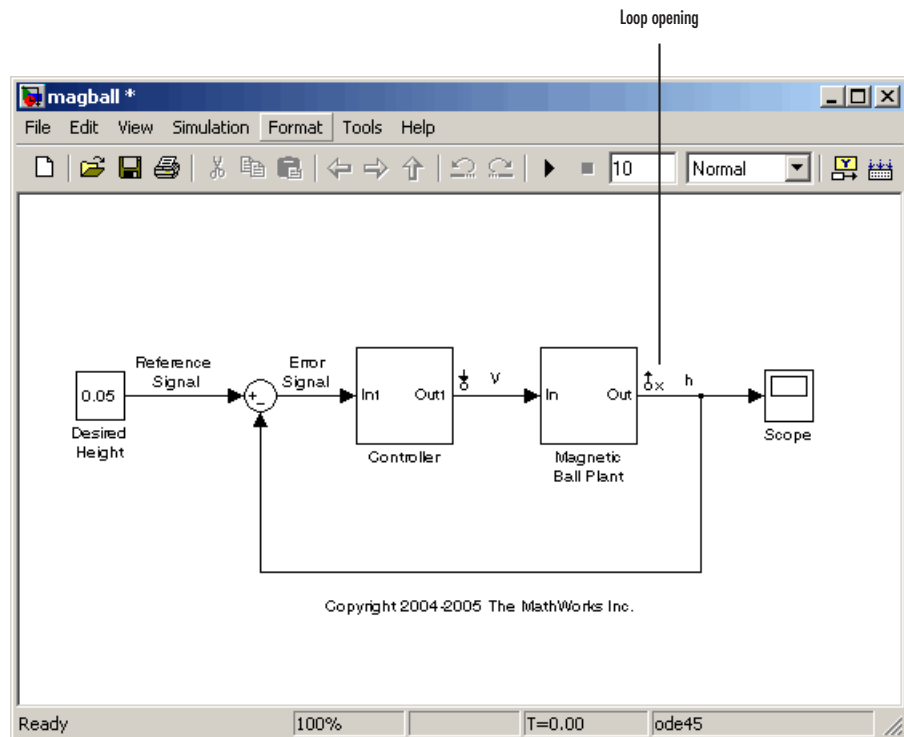 Loop opening
magball *
File Edit View Simulation Format Tools Help
10 Normal
Reference
Signal
Error
Signal
0.05
Desired
Height
+
−
In1 Out1
Controller
V
In Out
Magnetic
Ball Plant
x
h
Scope
Copyright 2004-2005 The MathWorks Inc.
Ready 100% T=0.00 ode45